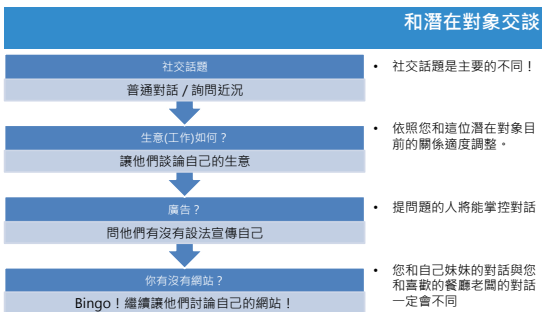 和潛在對象交談
社交話題
普通對話 / 詢問近況
• 社交話題是主要的不同！
生意(工作)如何？
讓他們談論自己的生意
• 依照您和這位潛在對象目
前的關係適度調整。
廣告？
問他們有沒有設法宣傳自己
• 提問題的人將能掌控對話
你有沒有網站？
Bingo！繼續讓他們討論自己的網站！
• 您和自己妹妹的對話與您
和喜歡的餐廳老闆的對話
一定會不同